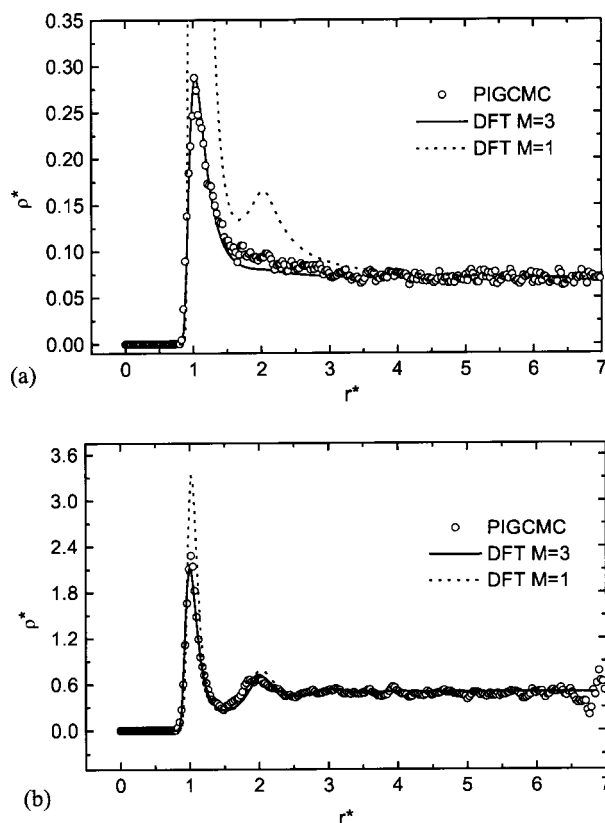 0.35
0.30
0.25
0.20
0.15
0.10
0.05
0.00
ρ*
PIGCMC
DFT M=3
DFT M=1
0 1 2 3 4 5 6 7
r*
(a)
3.6
3.0
2.4
1.8
1.2
0.6
0.0
ρ*
PIGCMC
DFT M=3
DFT M=1
0 1 2 3 4 5 6 7
r*
(b)